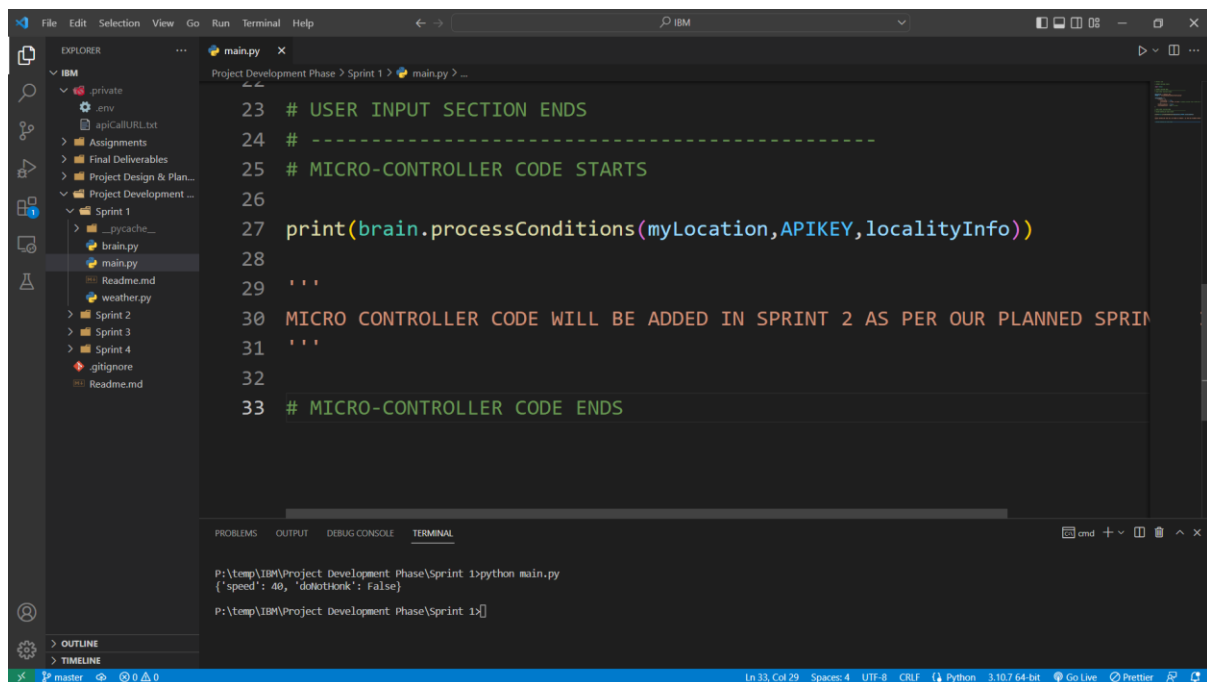 File Edit Selection View Go Run Terminal Help
IBM
EXPLORER
main.py
IBM
Project Development Phase > Sprint 1 > main.py > ...
.private
.env
apiCallURL.txt
Assignments
Final Deliverables
Project Design & Plan...
Project Development ...
Sprint 1
__pycache__
brain.py
main.py
Readme.md
weather.py
Sprint 2
Sprint 3
Sprint 4
.gitignore
Readme.md
OUTLINE
TIMELINE
22
23 # USER INPUT SECTION ENDS
24 # ------------------------------------------------
25 # MICRO-CONTROLLER CODE STARTS
26
27 print(brain.processConditions(myLocation,APIKEY,localityInfo))
28
29 '''
30 MICRO CONTROLLER CODE WILL BE ADDED IN SPRINT 2 AS PER OUR PLANNED SPRIN
31 '''
32
33 # MICRO-CONTROLLER CODE ENDS
PROBLEMS OUTPUT DEBUG CONSOLE TERMINAL
cmd
P:\temp\IBM\Project Development Phase\Sprint 1>python main.py
{'speed': 40, 'doNotHonk': False}
P:\temp\IBM\Project Development Phase\Sprint 1>
1
master 0 0 Ln 33, Col 29 Spaces: 4 UTF-8 CRLF Python 3.10.7 64-bit Go Live Prettier